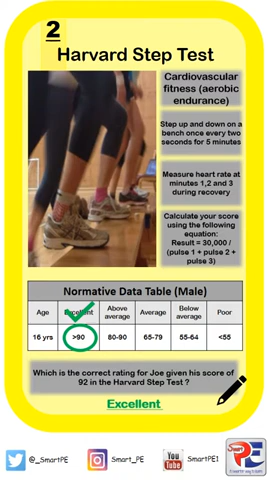 2
Harvard Step Test
Cardiovascular
fitness (aerobic
endurance)
Step up and down on a
bench once every two
seconds for 5 minutes
Measure heart rate at
minutes 1,2 and 3
during recovery
Calculate your score
using the following
equation:
Result = 30,000 /
(pulse 1 + pulse 2 +
pulse 3)
Normative Data Table (Male)
Age Excellent Above average Average Below average Poor
16 yrs >90 80-90 65-79 55-64 <55
Which is the correct rating for Joe given his score of
92 in the Harvard Step Test ?
Excellent
@_SmartPE
Smart_PE
You
Tube
SmartPE1
Smart
PE